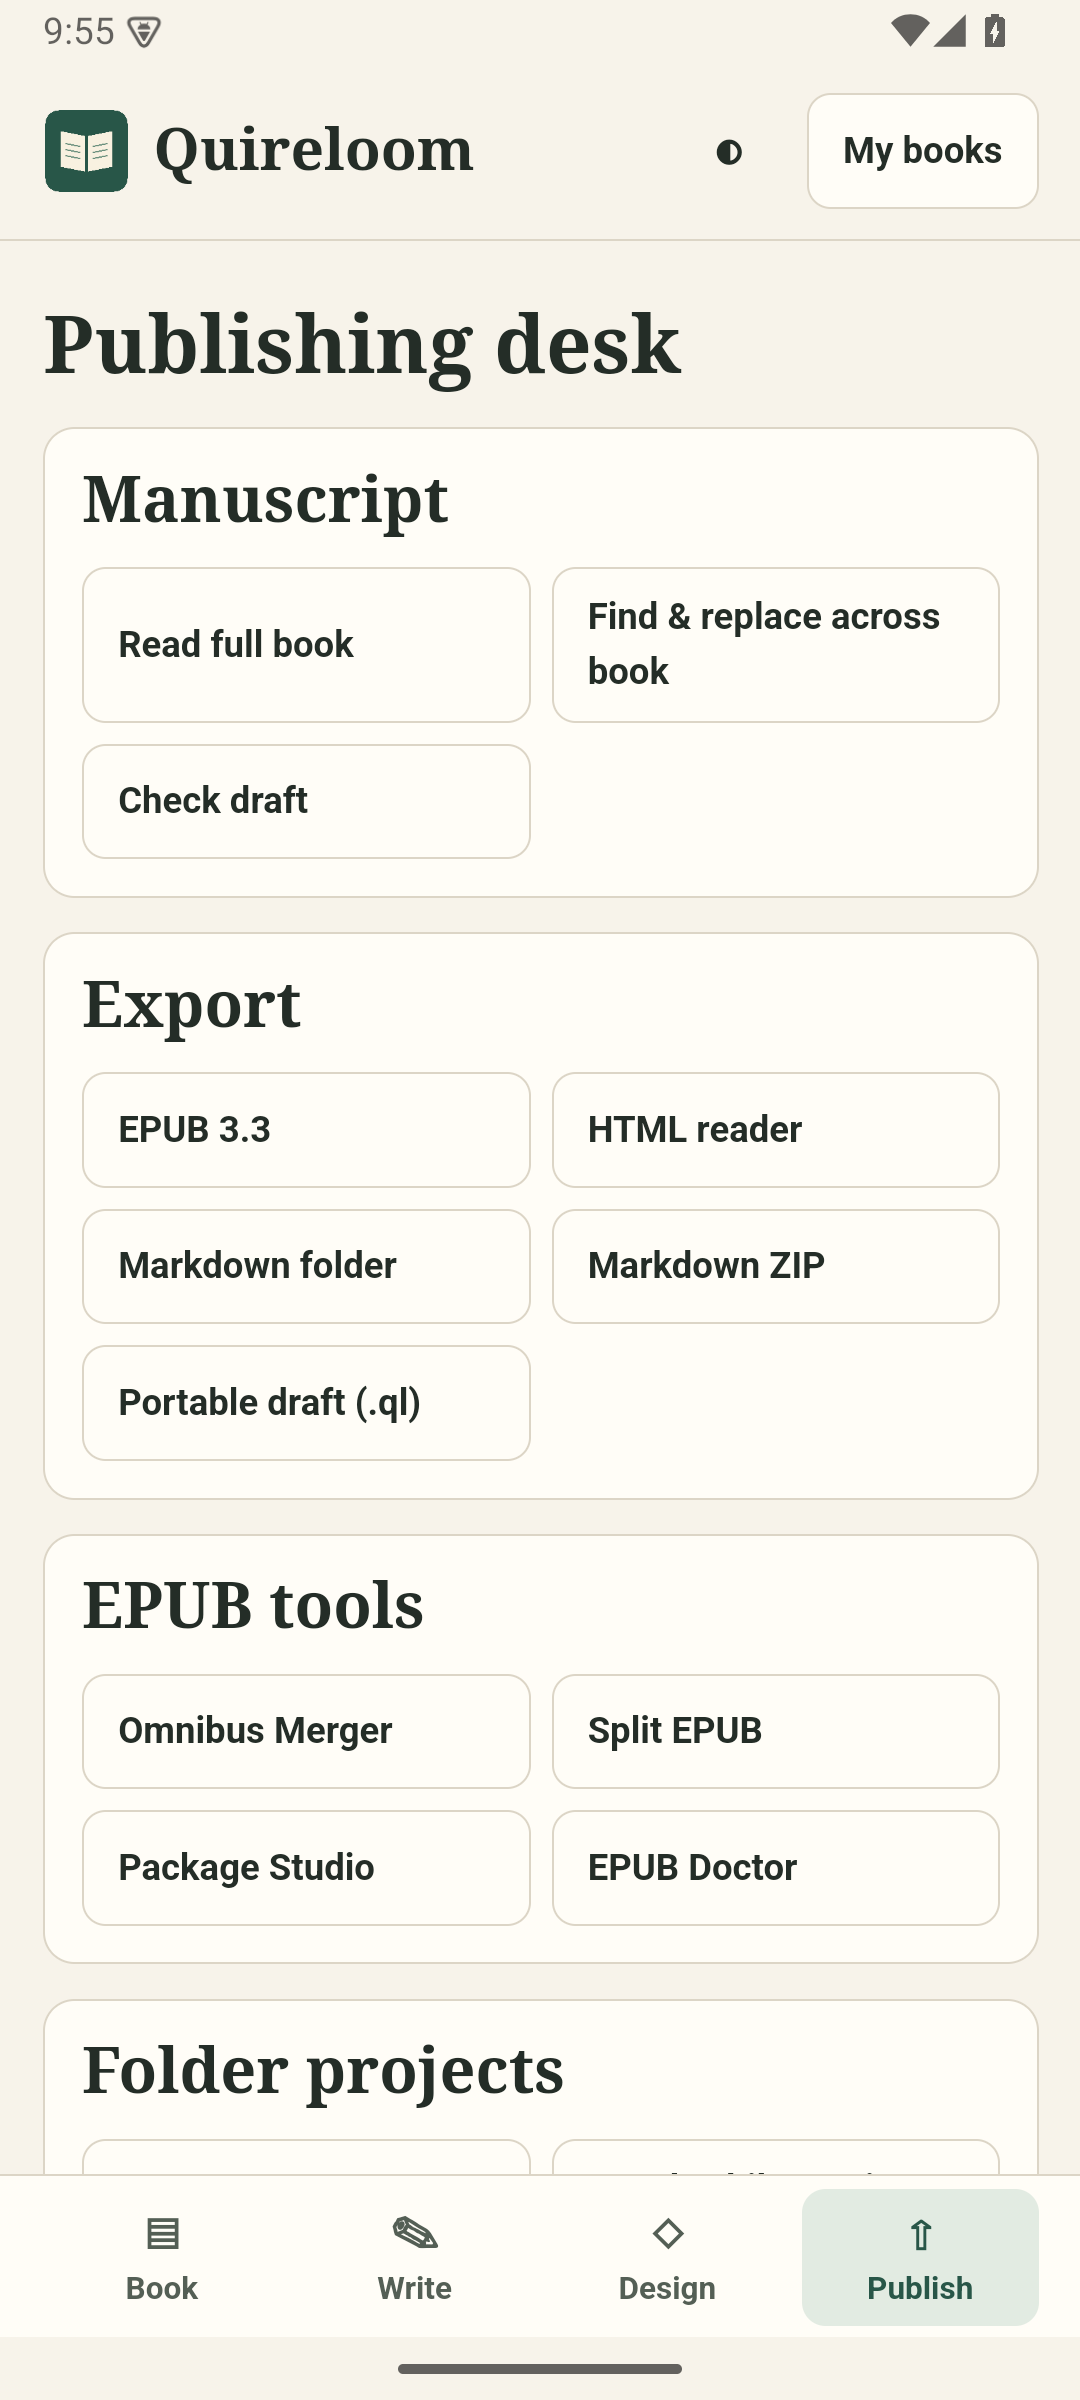 9:55
Quireloom
My books
Publishing desk
Manuscript
Read full book
Find & replace across
book
Check draft
Export
EPUB 3.3
HTML reader
Markdown folder
Markdown ZIP
Portable draft (.ql)
EPUB tools
Omnibus Merger
Split EPUB
Package Studio
EPUB Doctor
Folder projects
Book
Write
Design
Publish